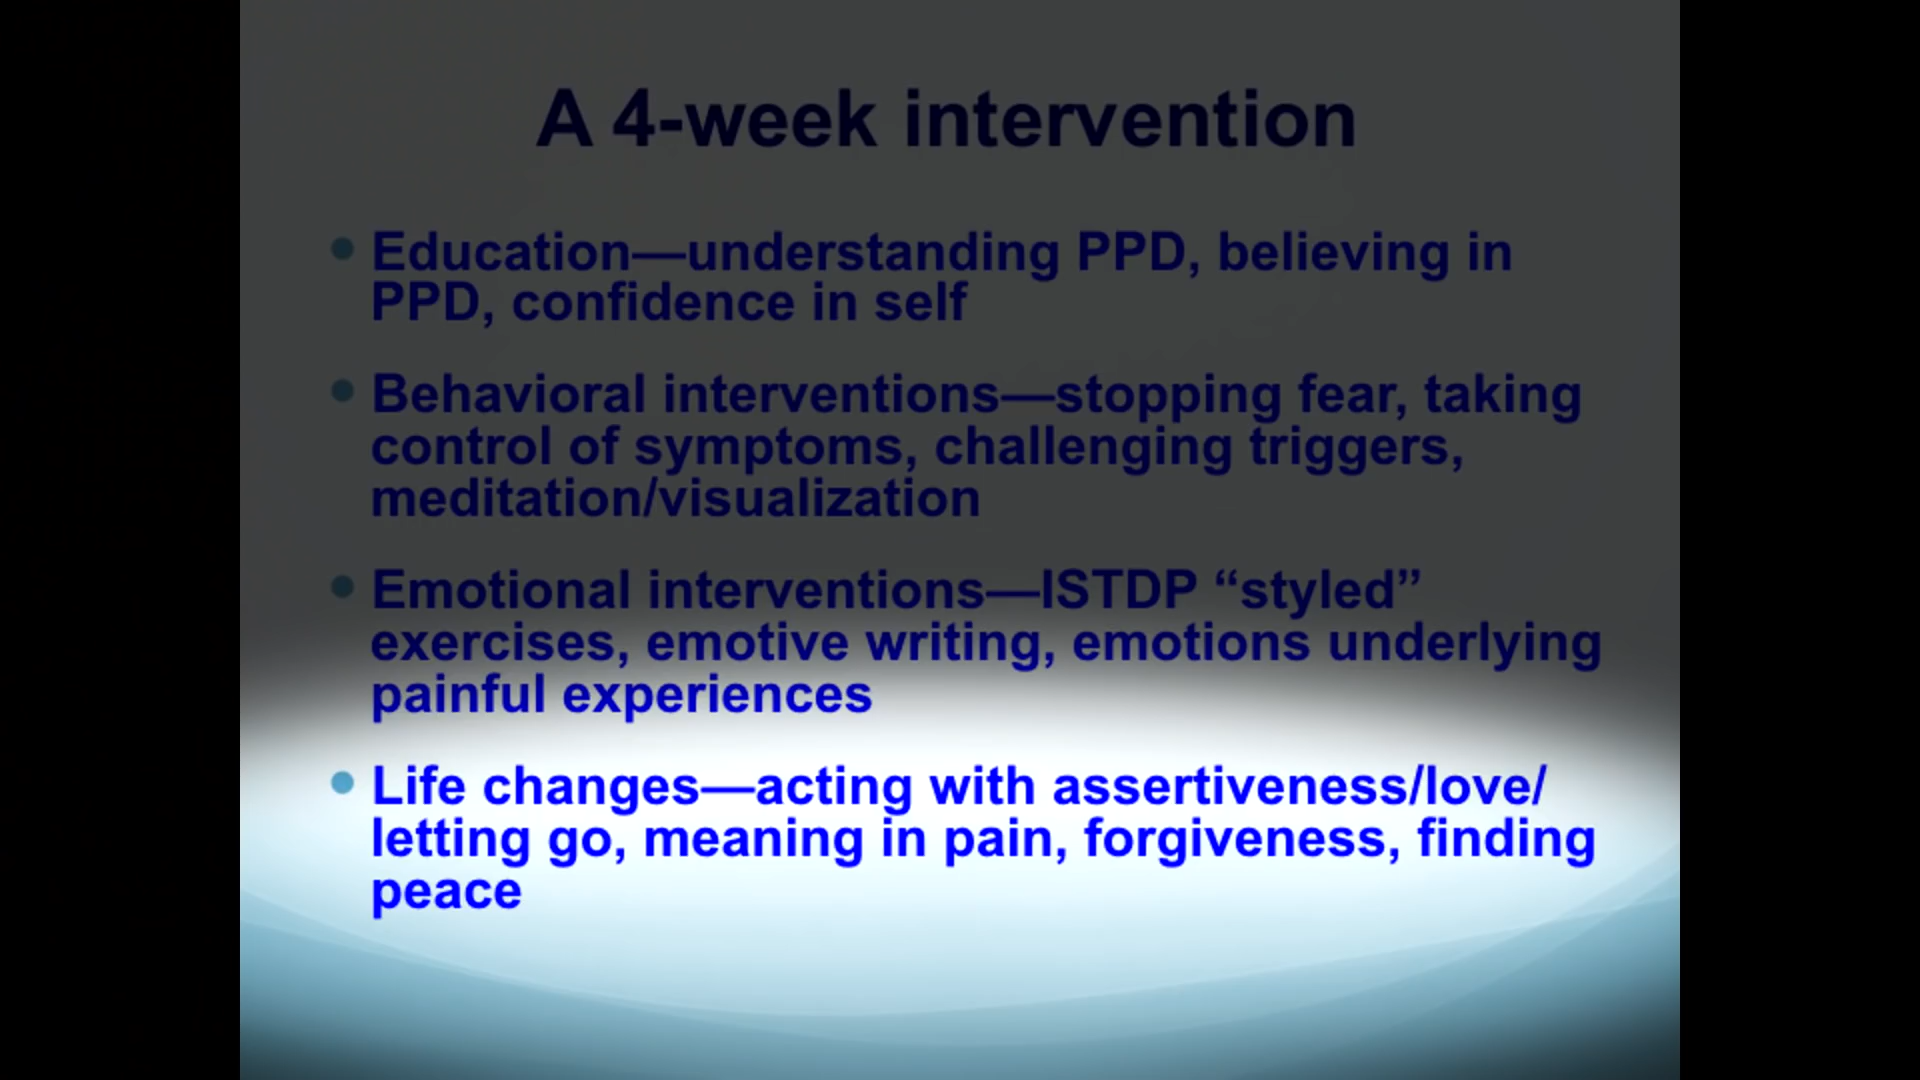 A 4-week intervention
• Education—understanding PPD, believing in
PPD, confidence in self
• Behavioral interventions—stopping fear, taking
control of symptoms, challenging triggers,
meditation/visualization
• Emotional interventions—ISTDP “styled”
exercises, emotive writing, emotions underlying
painful experiences
• Life changes—acting with assertiveness/love/
letting go, meaning in pain, forgiveness, finding
peace